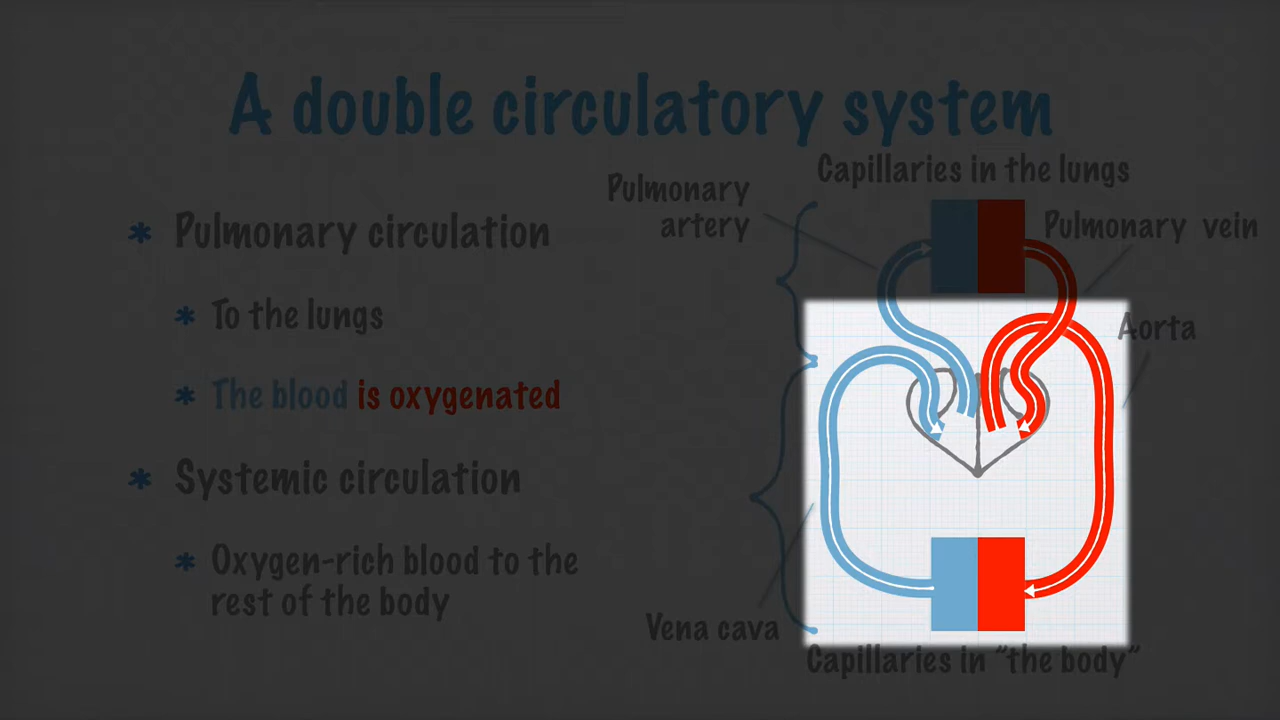 A double circulatory system
Capillaries in the lungs
Pulmonary
artery
Pulmonary vein
* Pulmonary circulation
* To the lungs
Aorta
* The blood is oxygenated
* Systemic circulation
* Oxygen-rich blood to the
rest of the body
Vena cava
Capillaries in "the body"